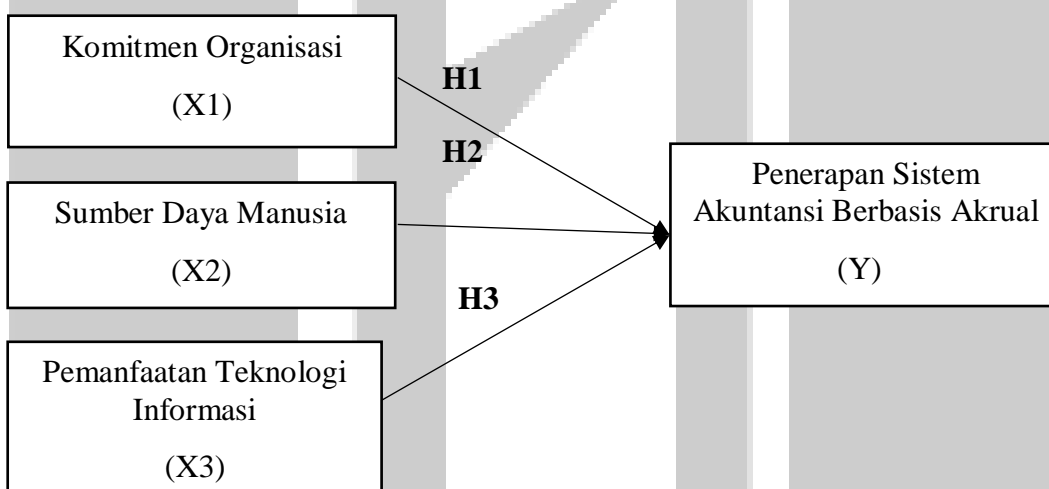 Komitmen Organisasi
(X1)
H1
H2
Sumber Daya Manusia
(X2)
H3
Pemanfaatan Teknologi
Informasi
(X3)
Penerapan Sistem
Akuntansi Berbasis Akrual
(Y)